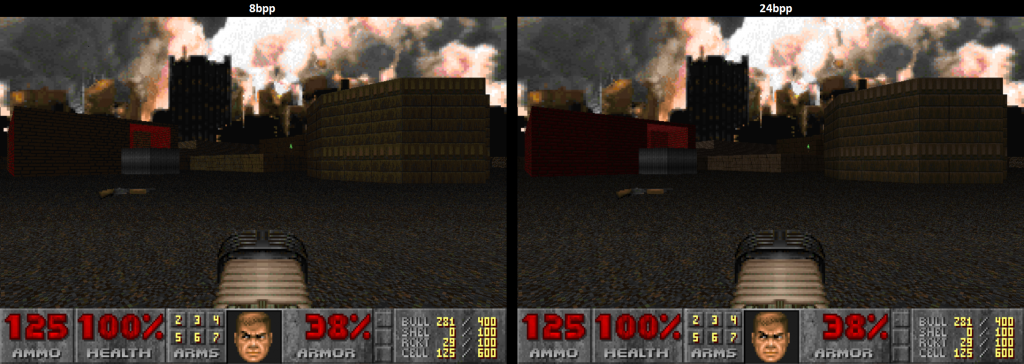 8bpp
24bpp
125 100% 2 3 4 5 6 7 38%
AMMO HEALTH ARMS ARMOR
BULL 281 / 400
SHEL 0 / 100
RCKT 29 / 100
CELL 125 / 600
125 100% 2 3 4 5 6 7 38%
AMMO HEALTH ARMS ARMOR
BULL 281 / 400
SHEL 0 / 100
RCKT 29 / 100
CELL 125 / 600